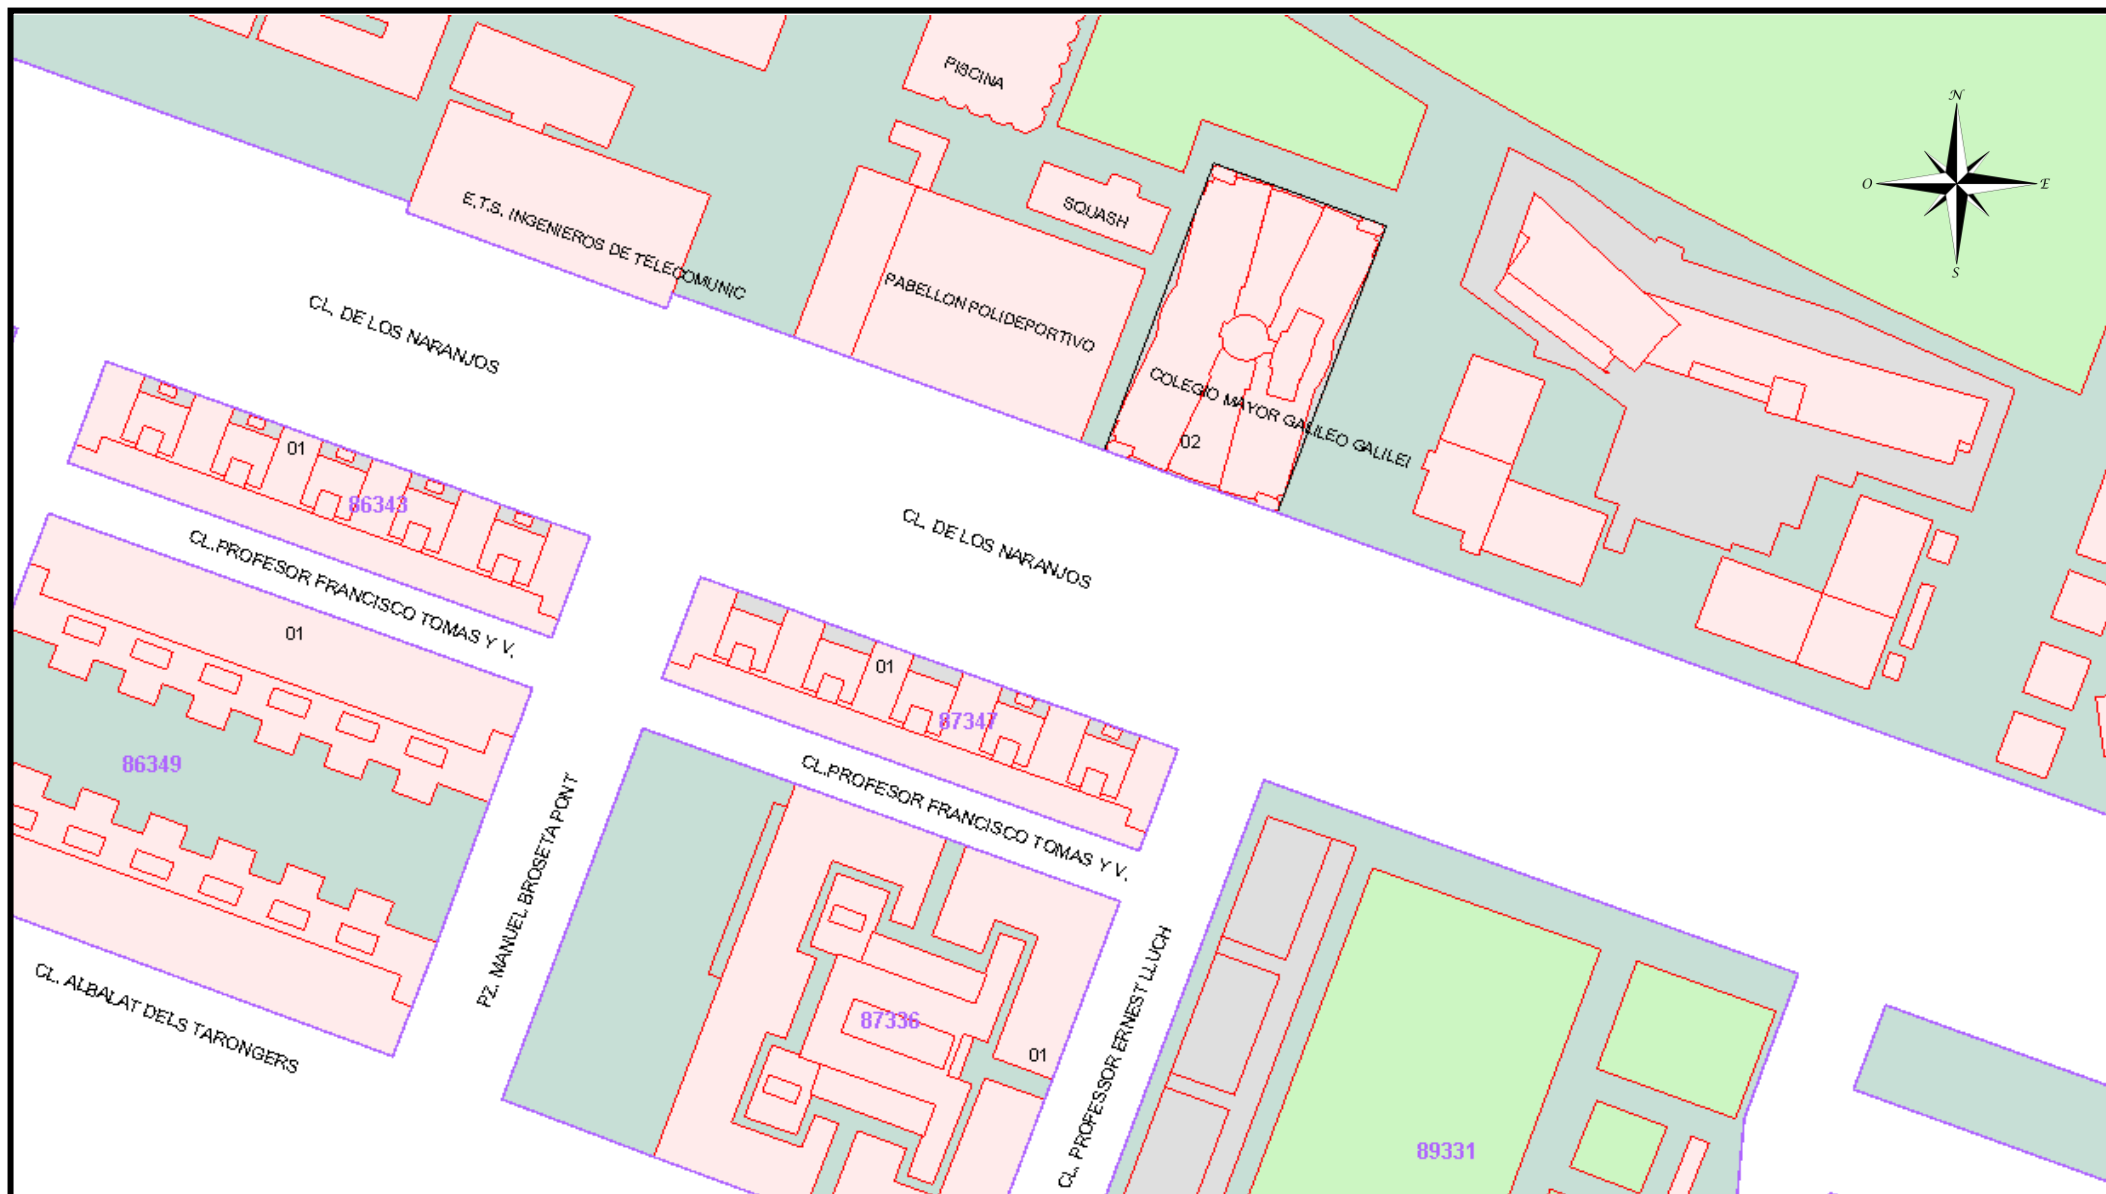 PISCINA
N
O
E
S
SQUASH
E.T.S. INGENIEROS DE TELECOMUNIC
PABELLON POLIDEPORTIVO
CL. DE LOS NARANJOS
COLEGIO MAYOR GALILEO GALILEI
02
01
86343
CL. DE LOS NARANJOS
CL.PROFESOR FRANCISCO TOMAS Y V.
01
01
87347
86349
CL.PROFESOR FRANCISCO TOMAS Y V.
PZ. MANUEL BROSETA PONT
CL. ALBALAT DELS TARONGERS
87336
01
CL. PROFESSOR ERNEST LLUCH
89331